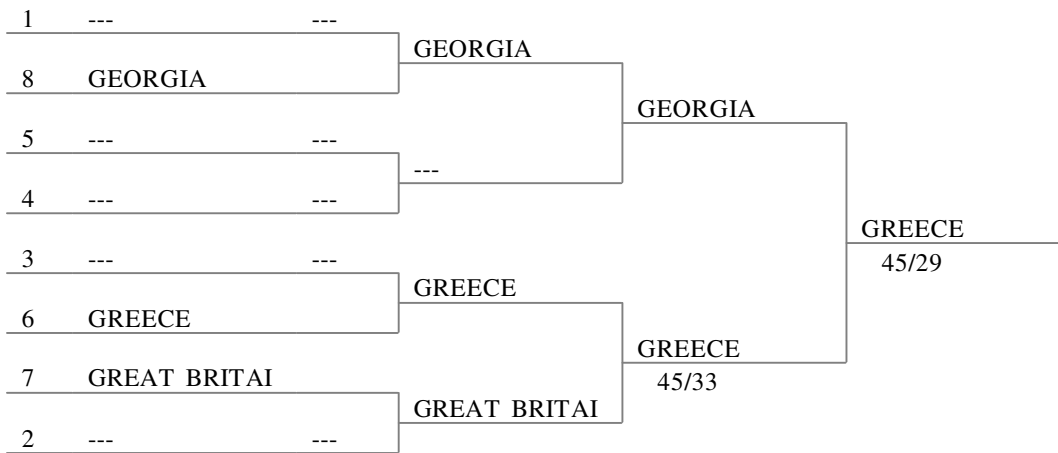 1 --- ---
GEORGIA
8 GEORGIA
GEORGIA
5 --- ---
---
4 --- ---
GREECE
45/29
3 --- ---
GREECE
6 GREECE
GREECE
45/33
7 GREAT BRITAI
GREAT BRITAI
2 --- ---